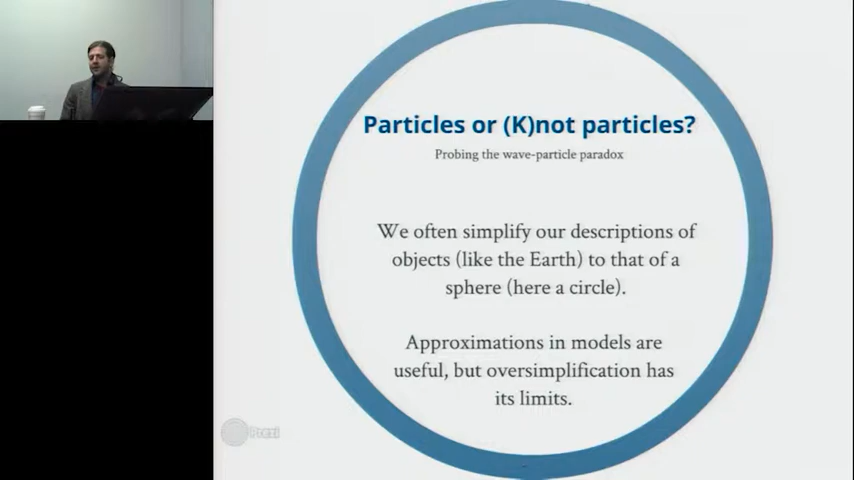 Particles or (K)not particles?
Probing the wave-particle paradox
We often simplify our descriptions of
objects (like the Earth) to that of a
sphere (here a circle).
Approximations in models are
useful, but oversimplification has
its limits.
Prezi